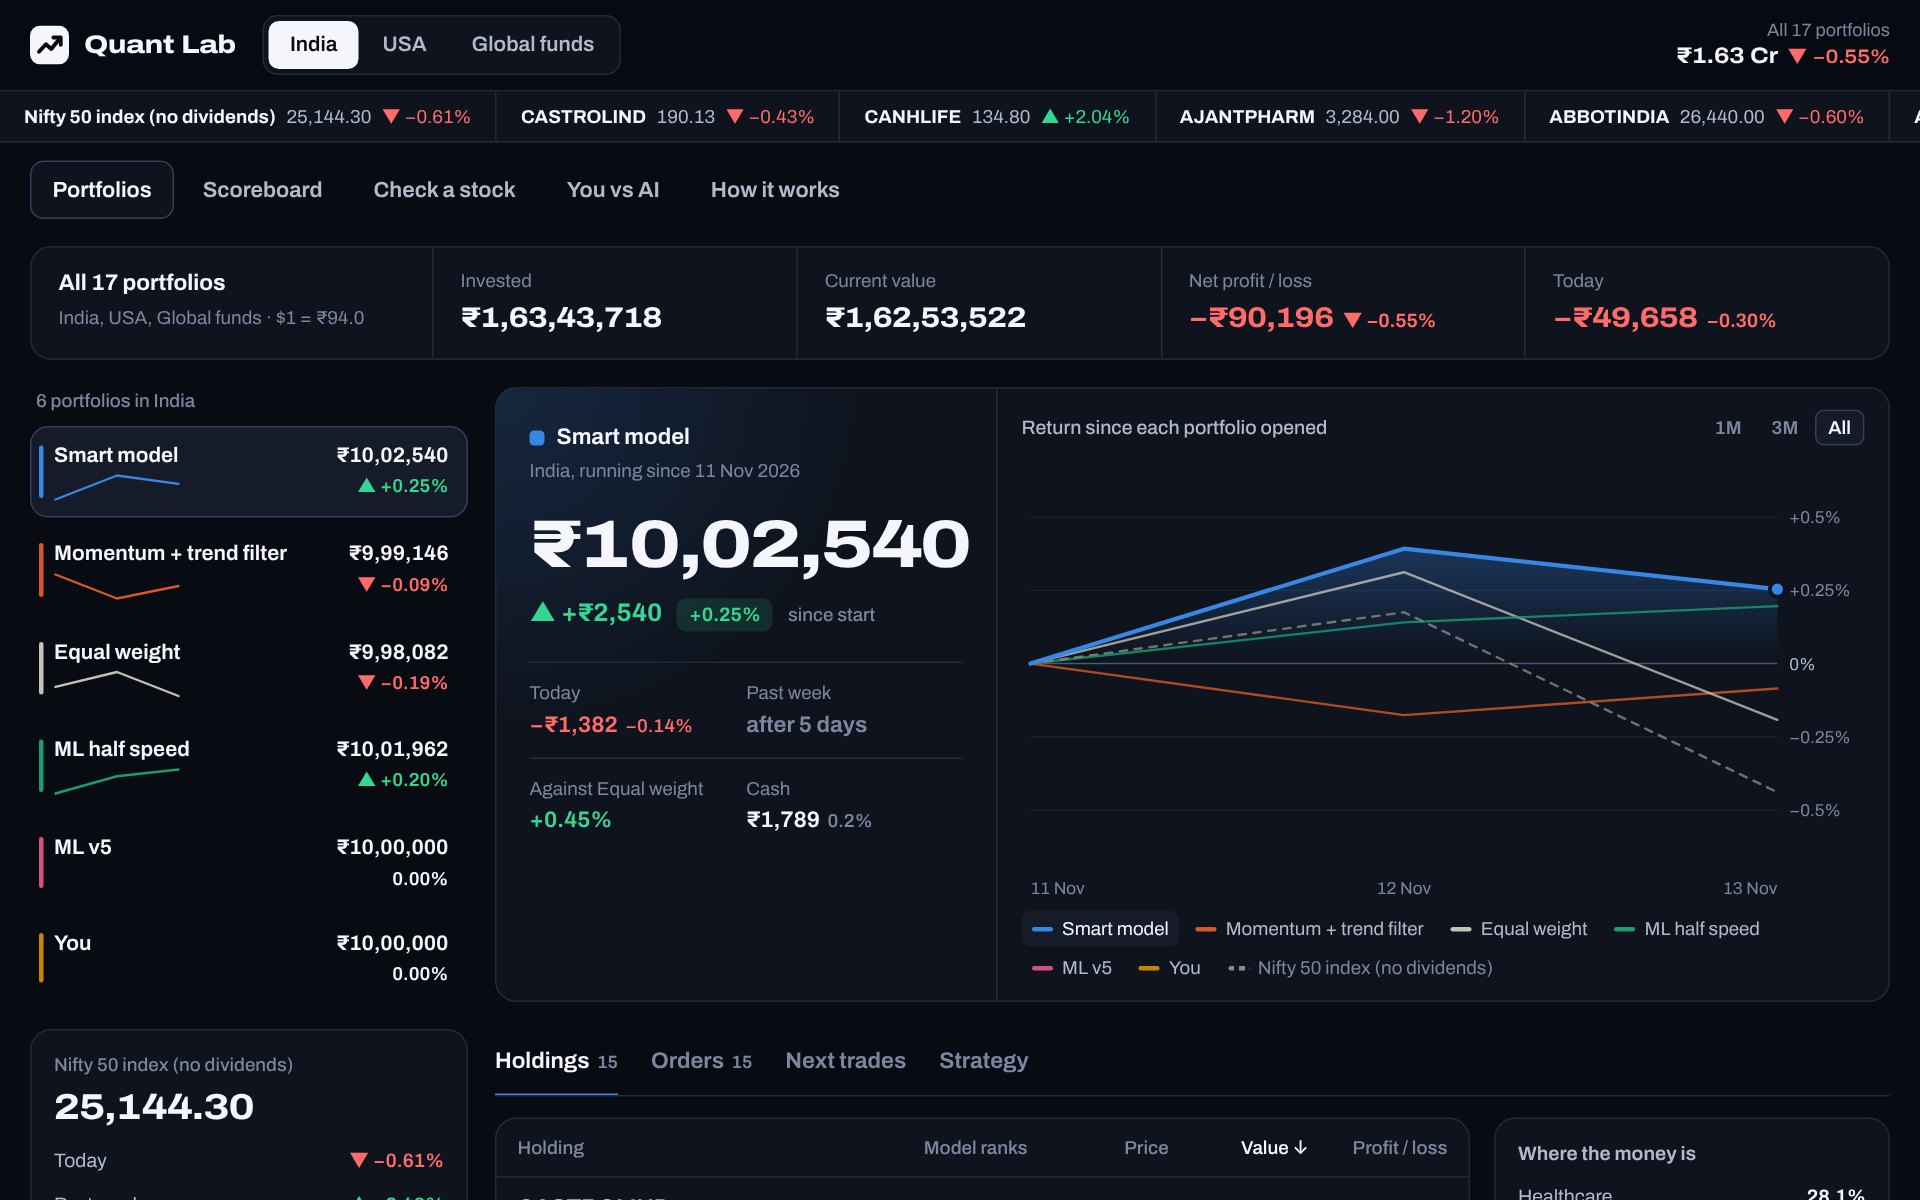 Quant Lab
India USA Global funds
All 17 portfolios
₹1.63 Cr ▼ −0.55%
Nifty 50 index (no dividends) 25,144.30 ▼ −0.61% CASTROLIND 190.13 ▼ −0.43% CANHLIFE 134.80 ▲ +2.04% AJANTPHARM 3,284.00 ▼ −1.20% ABBOTINDIA 26,440.00 ▼ −0.60%
Portfolios Scoreboard Check a stock You vs AI How it works
All 17 portfolios
India, USA, Global funds · $1 = ₹94.0
Invested
₹1,63,43,718
Current value
₹1,62,53,522
Net profit / loss
−₹90,196 ▼ −0.55%
Today
−₹49,658 −0.30%
6 portfolios in India
Smart model ₹10,02,540
▲ +0.25%
Momentum + trend filter ₹9,99,146
▼ −0.09%
Equal weight ₹9,98,082
▼ −0.19%
ML half speed ₹10,01,962
▲ +0.20%
ML v5 ₹10,00,000
0.00%
You ₹10,00,000
0.00%
Smart model
India, running since 11 Nov 2026
₹10,02,540
▲ +₹2,540 +0.25% since start
Today
−₹1,382 −0.14%
Past week
after 5 days
Against Equal weight
+0.45%
Cash
₹1,789 0.2%
Return since each portfolio opened
1M 3M All
+0.5%
+0.25%
0%
−0.25%
−0.5%
11 Nov 12 Nov 13 Nov
Smart model Momentum + trend filter Equal weight ML half speed
ML v5 You Nifty 50 index (no dividends)
Nifty 50 index (no dividends)
25,144.30
Today ▼ −0.61%
Holdings 15 Orders 15 Next trades Strategy
Holding Model ranks Price Value ↓ Profit / loss
Where the money is
Healthcare 28.1%